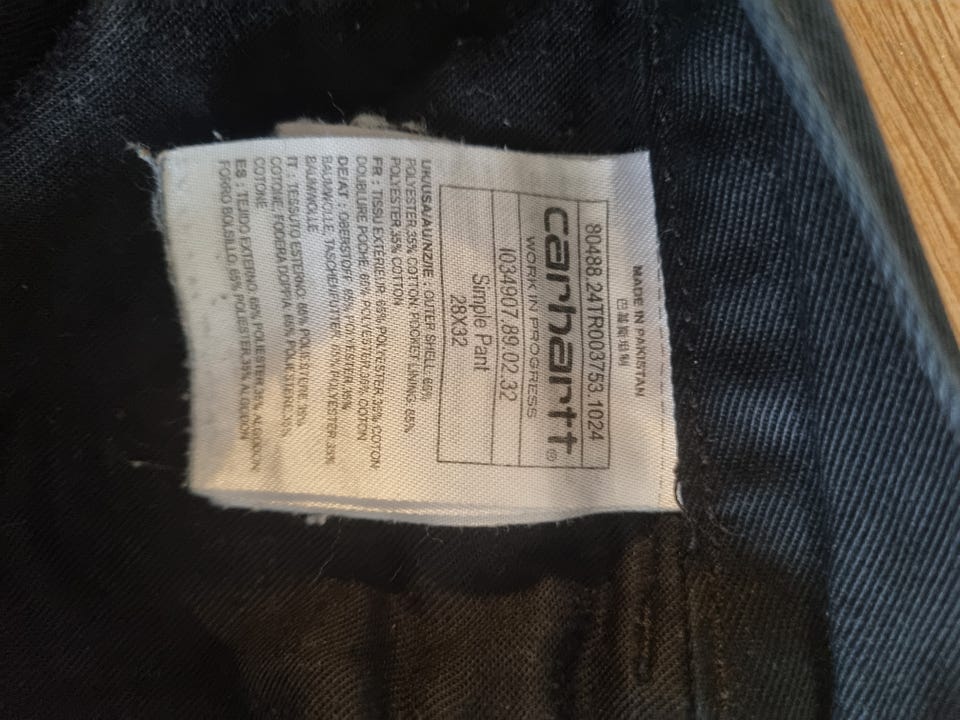 MADE IN PAKISTAN
巴基斯坦制
80488.24TR003753.1024
carhartt®
WORK IN PROGRESS
I034907.89.02.32
Simple Pant
28X32
UK/USA/AU/NZ/IE : OUTER SHELL: 65%
POLYESTER,35% COTTON, POCKET LINING: 65%
POLYESTER,35% COTTON
FR : TISSU EXTERIEUR: 65% POLYESTER,35% COTON,
DOUBLURE POCHE: 65% POLYESTER,35% COTON
DE/AT : OBERSTOFF: 65% POLYESTER,35%
BAUMWOLLE, TASCHENFUTTER: 65% POLYESTER,35%
BAUMWOLLE
IT : TESSUTO ESTERNO: 65% POLIESTERE,35%
COTONE, FODERA 65% POLIESTERE,35%
COTONE
ES : TEJIDO EXTERNO: 65% POLIESTER,35% ALGODON
FORRO BOLSILLO: 65% POLIESTER,35% ALGODON